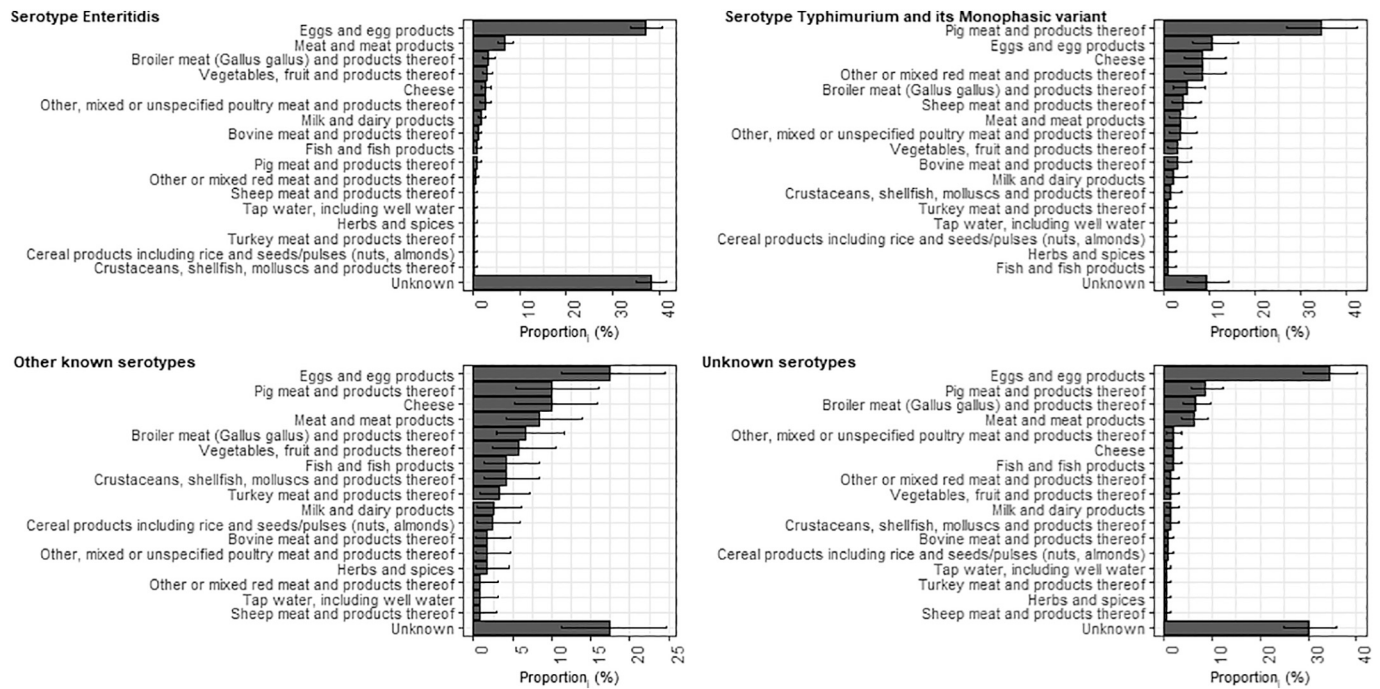 Serotype Enteritidis
Eggs and egg products
Meat and meat products
Broiler meat (Gallus gallus) and products thereof
Vegetables, fruit and products thereof
Cheese
Other, mixed or unspecified poultry meat and products thereof
Milk and dairy products
Bovine meat and products thereof
Fish and fish products
Pig meat and products thereof
Other or mixed red meat and products thereof
Sheep meat and products thereof
Tap water, including well water
Herbs and spices
Turkey meat and products thereof
Cereal products including rice and seeds/pulses (nuts, almonds)
Crustaceans, shellfish, molluscs and products thereof
Unknown
0 10 20 30 40
Proportionj (%)
Serotype Typhimurium and its Monophasic variant
Pig meat and products thereof
Eggs and egg products
Cheese
Other or mixed red meat and products thereof
Broiler meat (Gallus gallus) and products thereof
Sheep meat and products thereof
Meat and meat products
Other, mixed or unspecified poultry meat and products thereof
Vegetables, fruit and products thereof
Bovine meat and products thereof
Milk and dairy products
Crustaceans, shellfish, molluscs and products thereof
Turkey meat and products thereof
Tap water, including well water
Cereal products including rice and seeds/pulses (nuts, almonds)
Herbs and spices
Fish and fish products
Unknown
0 10 20 30 40
Proportionj (%)
Other known serotypes
Eggs and egg products
Pig meat and products thereof
Cheese
Meat and meat products
Broiler meat (Gallus gallus) and products thereof
Vegetables, fruit and products thereof
Fish and fish products
Crustaceans, shellfish, molluscs and products thereof
Turkey meat and products thereof
Milk and dairy products
Cereal products including rice and seeds/pulses (nuts, almonds)
Bovine meat and products thereof
Other, mixed or unspecified poultry meat and products thereof
Herbs and spices
Other or mixed red meat and products thereof
Tap water, including well water
Sheep meat and products thereof
Unknown
0 5 10 15 20 25
Proportionj (%)
Unknown serotypes
Eggs and egg products
Pig meat and products thereof
Broiler meat (Gallus gallus) and products thereof
Meat and meat products
Other, mixed or unspecified poultry meat and products thereof
Cheese
Fish and fish products
Other or mixed red meat and products thereof
Vegetables, fruit and products thereof
Milk and dairy products
Crustaceans, shellfish, molluscs and products thereof
Bovine meat and products thereof
Cereal products including rice and seeds/pulses (nuts, almonds)
Tap water, including well water
Turkey meat and products thereof
Herbs and spices
Sheep meat and products thereof
Unknown
0 10 20 30 40
Proportionj (%)